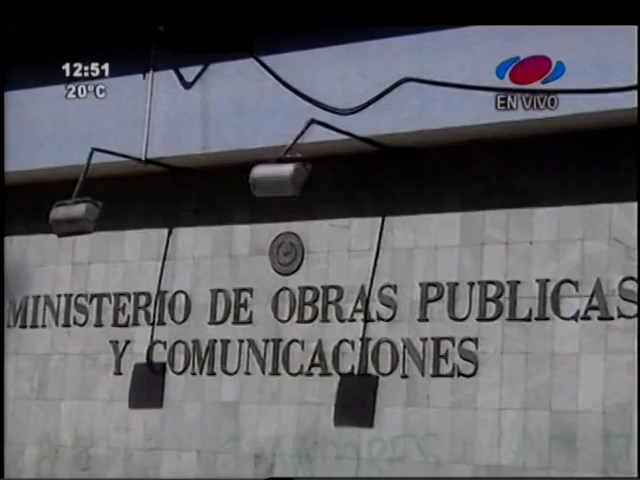 12:51
20°C
EN VIVO
MINISTERIO DE OBRAS PUBLICAS
Y COMUNICACIONES